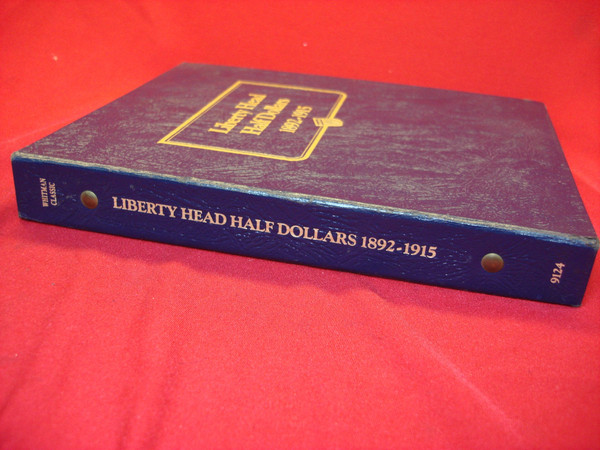 Liberty Head
Half Dollars
1892-1915
WHITMAN
CLASSIC
LIBERTY HEAD HALF DOLLARS 1892-1915
9124